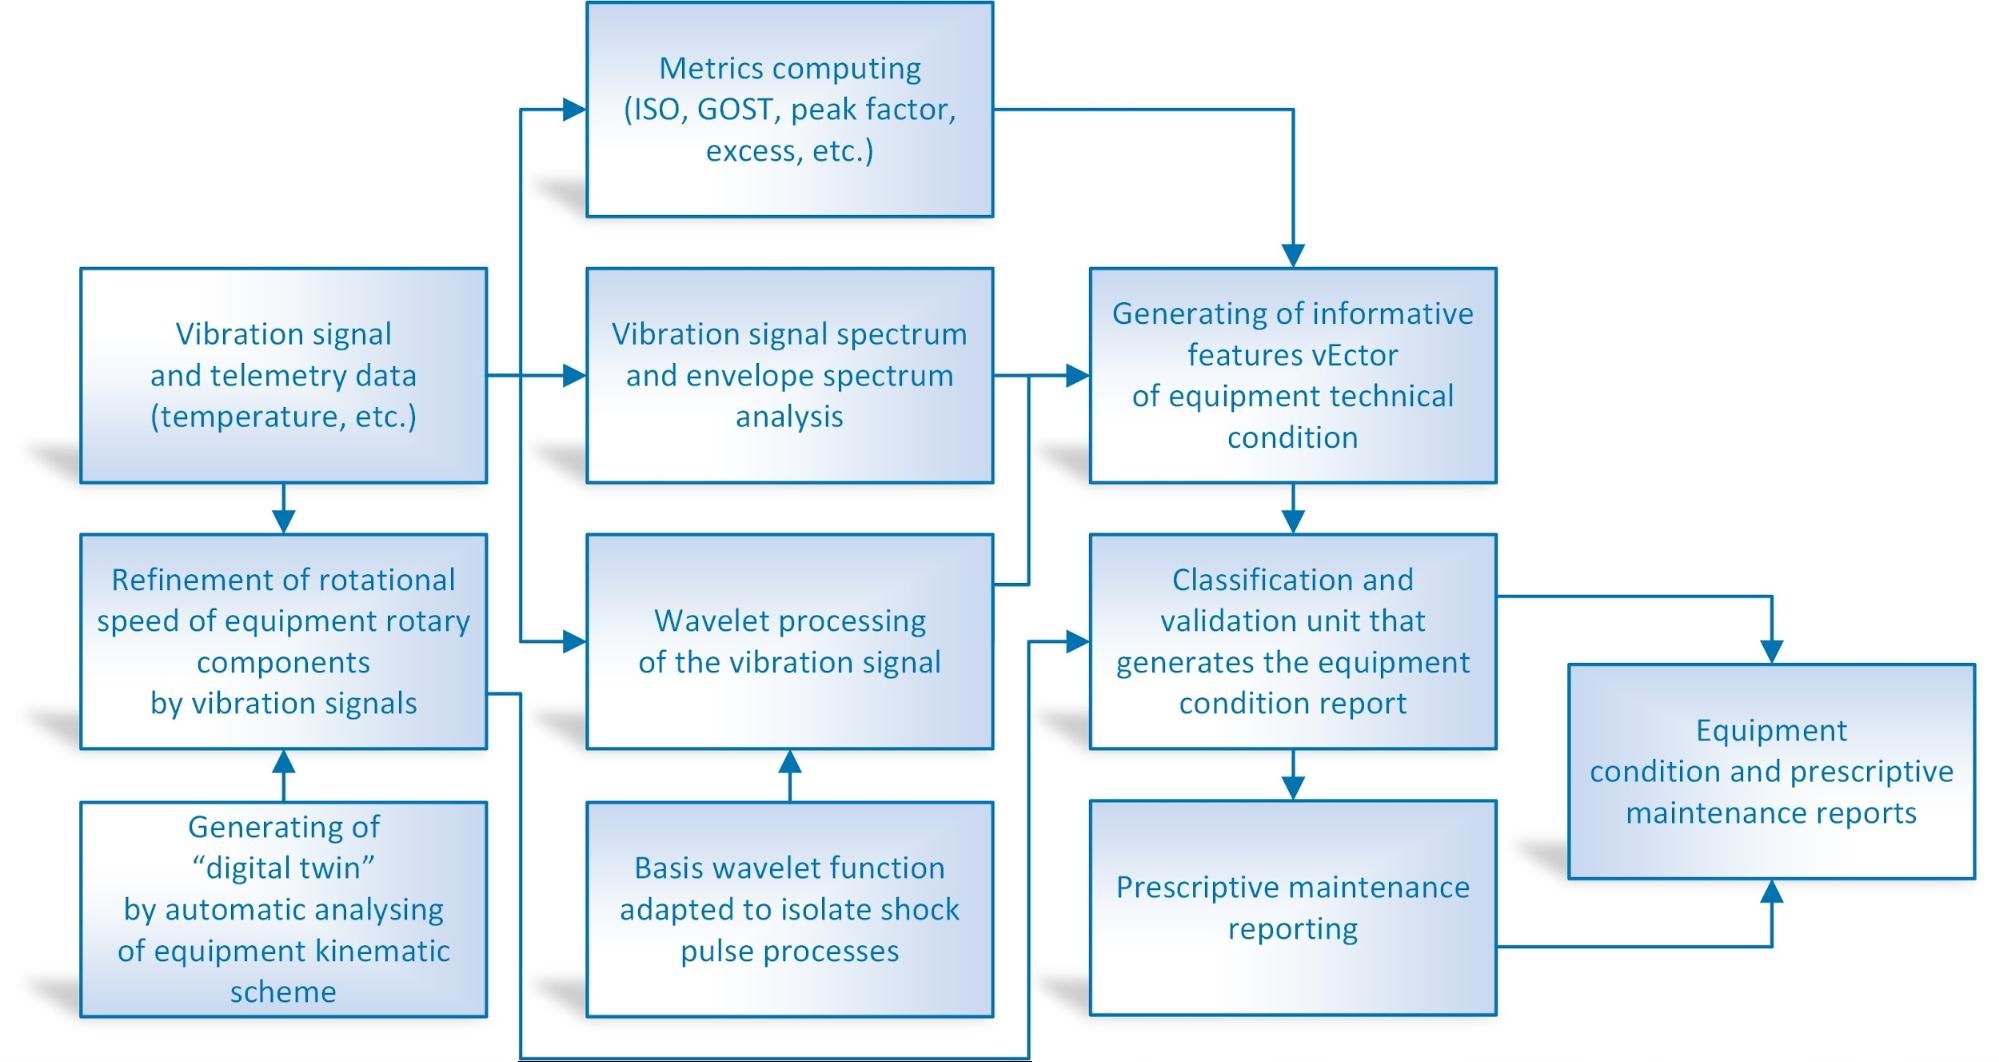 Metrics computing
(ISO, GOST, peak factor,
excess, etc.)
Vibration signal
and telemetry data
(temperature, etc.)
Vibration signal spectrum
and envelope spectrum
analysis
Generating of informative
features vEctor
of equipment technical
condition
Refinement of rotational
speed of equipment rotary
components
by vibration signals
Wavelet processing
of the vibration signal
Classification and
validation unit that
generates the equipment
condition report
Equipment
condition and prescriptive
maintenance reports
Generating of
“digital twin”
by automatic analysing
of equipment kinematic
scheme
Basis wavelet function
adapted to isolate shock
pulse processes
Prescriptive maintenance
reporting